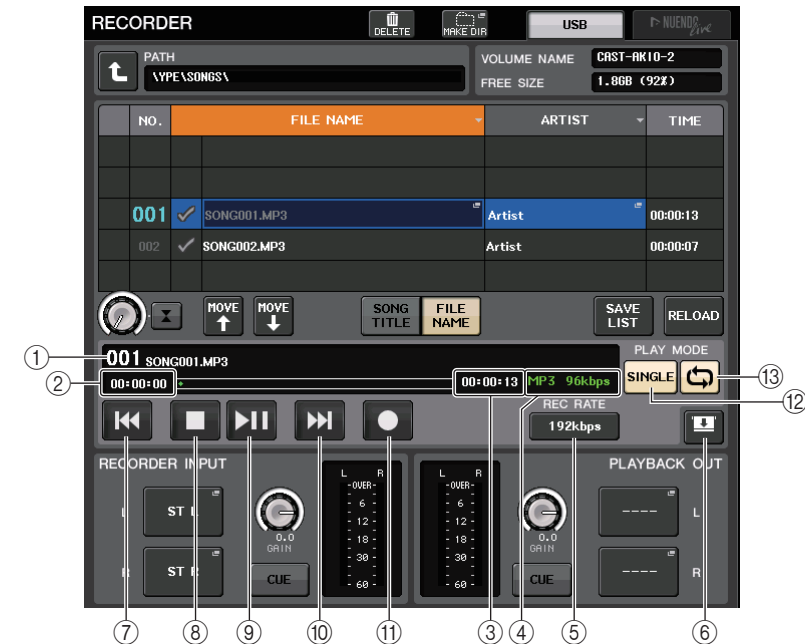 RECORDER
DELETE
MAKE DIR
USB
NUENDO live
PATH
\YPE\SONGS\
VOLUME NAME
CAST-AKIO-2
FREE SIZE
1.8GB (92%)
NO.
FILE NAME
ARTIST
TIME
001
SONG001.MP3
Artist
00:00:13
002
SONG002.MP3
Artist
00:00:07
MOVE
MOVE
SONG TITLE
FILE NAME
SAVE LIST
RELOAD
001 SONG001.MP3
PLAY MODE
00:00:00
00:00:13
MP3 96kbps
SINGLE
REC RATE
192kbps
RECORDER INPUT
L
ST L
R
ST R
0.0
GAIN
CUE
L R
-OVER-
- 6 -
- 12 -
- 18 -
- 30 -
- 60 -
L R
-OVER-
- 6 -
- 12 -
- 18 -
- 30 -
- 60 -
0.0
GAIN
CUE
PLAYBACK OUT
----
L
----
R
①
②
⑬
⑫
⑦
⑧
⑨
⑩
⑪
③
④
⑤
⑥